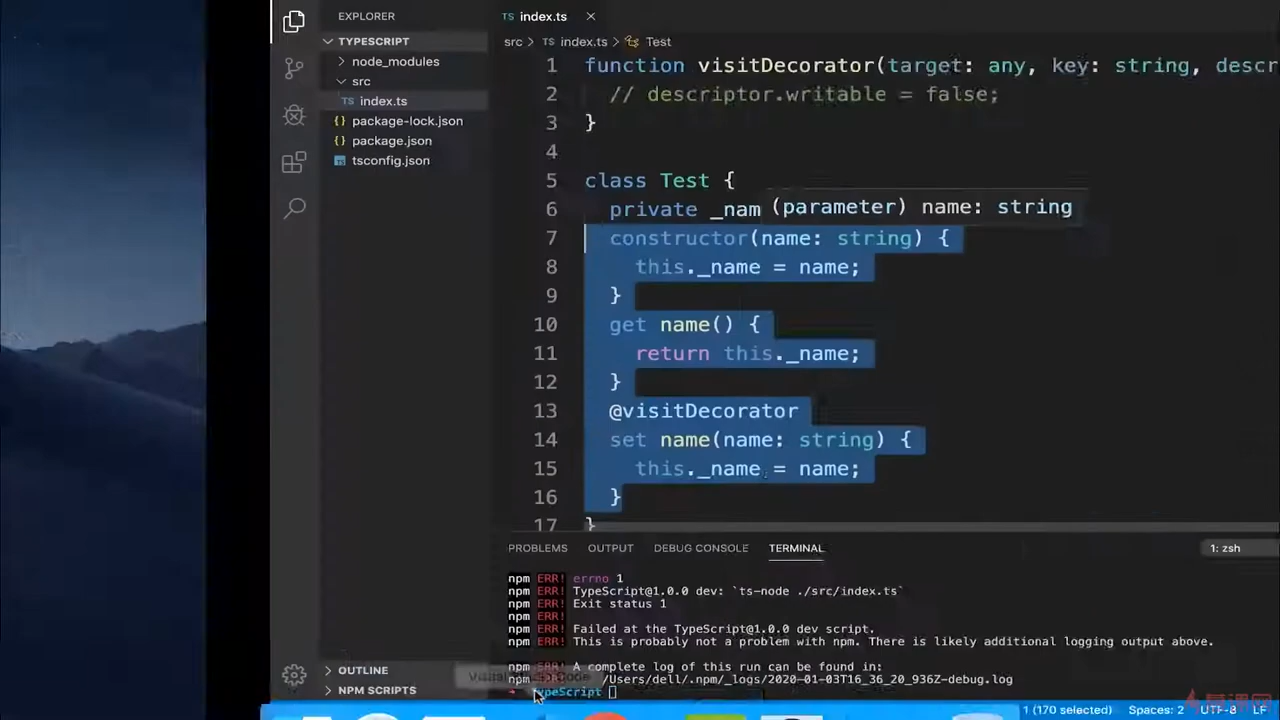 EXPLORER
TS index.ts ×
TYPESCRIPT
src > TS index.ts > Test
node_modules
src
TS index.ts
{} package-lock.json
{} package.json
tsconfig.json
1 function visitDecorator(target: any, key: string, descr
2 // descriptor.writable = false;
3 }
4
5 class Test {
6 private _nam
(parameter) name: string
7 constructor(name: string) {
8 this._name = name;
9 }
10 get name() {
11 return this._name;
12 }
13 @visitDecorator
14 set name(name: string) {
15 this._name = name;
16 }
17 }
PROBLEMS OUTPUT DEBUG CONSOLE TERMINAL 1: zsh
npm ERR! errno 1
npm ERR! TypeScript@1.0.0 dev: `ts-node ./src/index.ts`
npm ERR! Exit status 1
npm ERR!
npm ERR! Failed at the TypeScript@1.0.0 dev script.
npm ERR! This is probably not a problem with npm. There is likely additional logging output above.
npm ERR! A complete log of this run can be found in:
npm ERR! /Users/dell/.npm/_logs/2020-01-03T16_36_20_936Z-debug.log
TypeScript
OUTLINE
NPM SCRIPTS
1 (170 selected) Spaces: 2 UTF-8 LF
慕课网